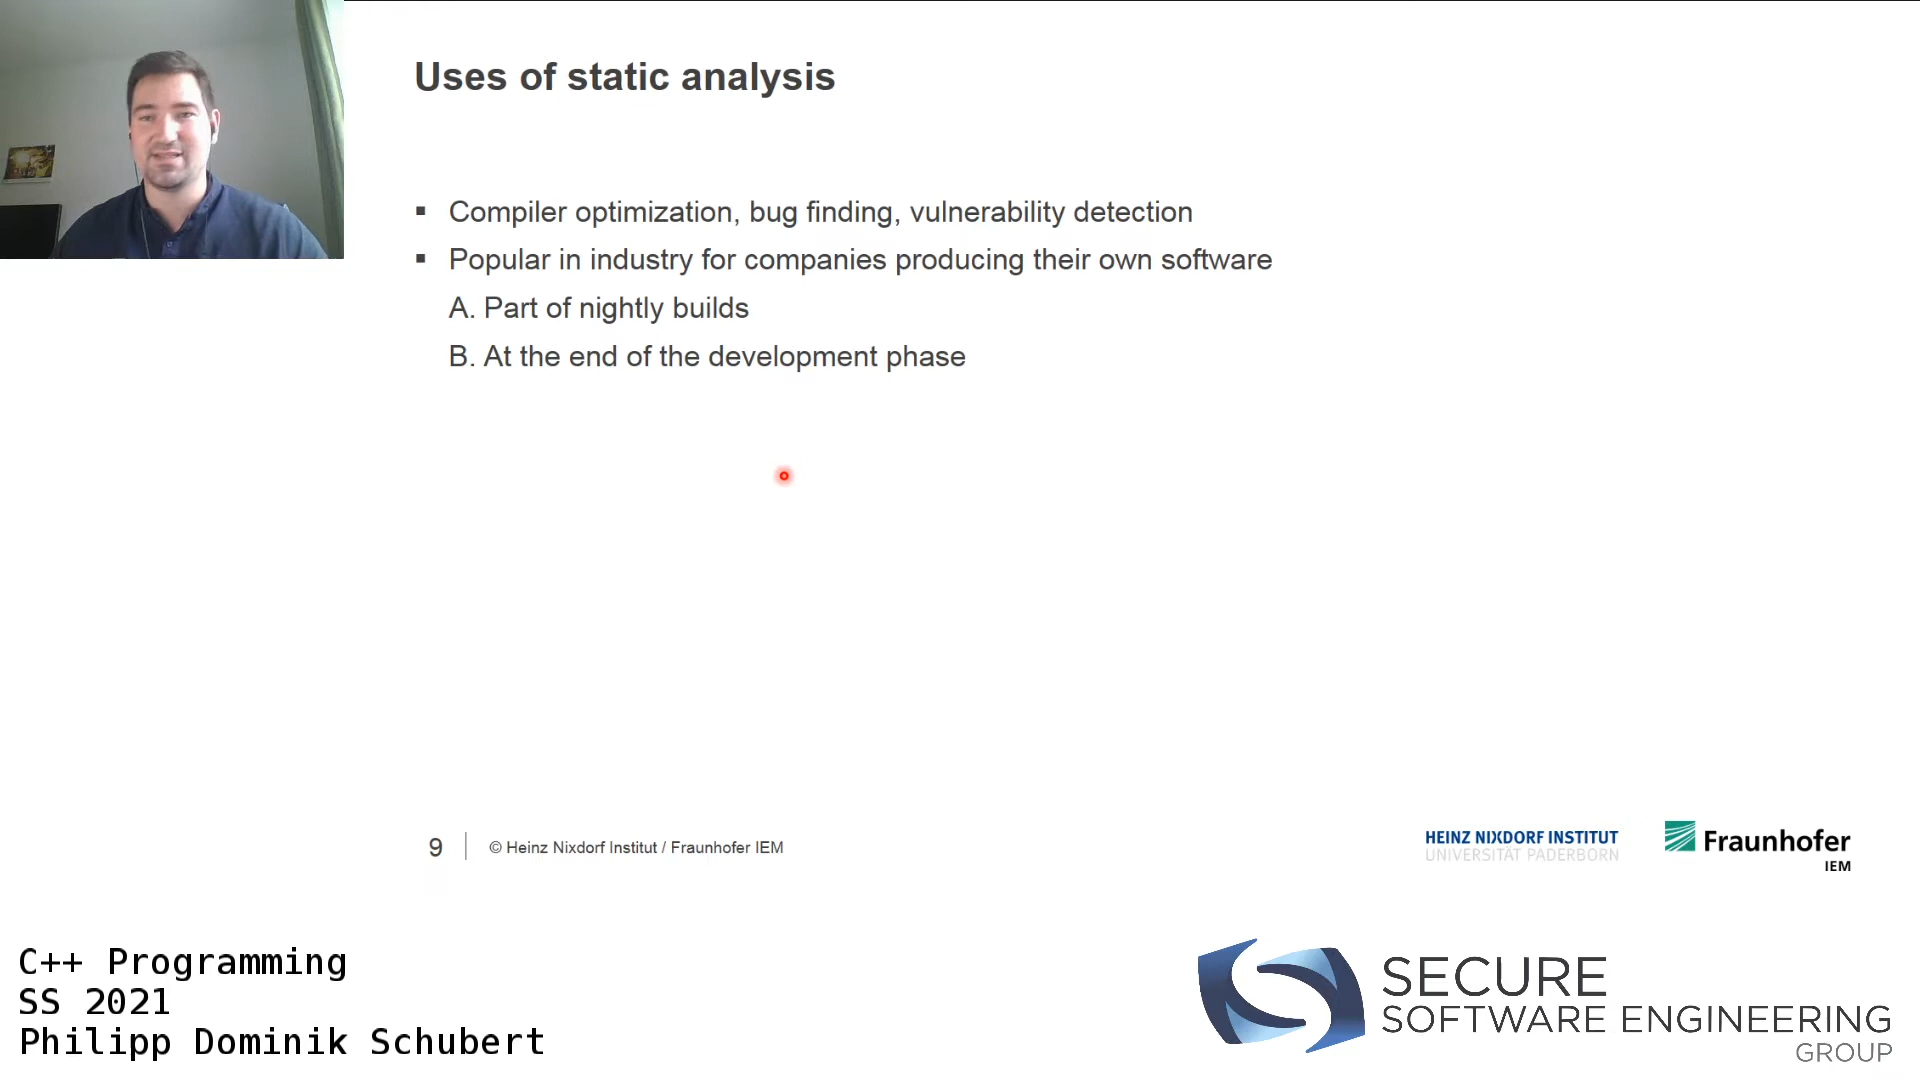 Uses of static analysis
▪ Compiler optimization, bug finding, vulnerability detection
▪ Popular in industry for companies producing their own software
A. Part of nightly builds
B. At the end of the development phase
9 © Heinz Nixdorf Institut / Fraunhofer IEM
HEINZ NIXDORF INSTITUT
UNIVERSITÄT PADERBORN
Fraunhofer
IEM
C++ Programming
SS 2021
Philipp Dominik Schubert
SECURE
SOFTWARE ENGINEERING
GROUP